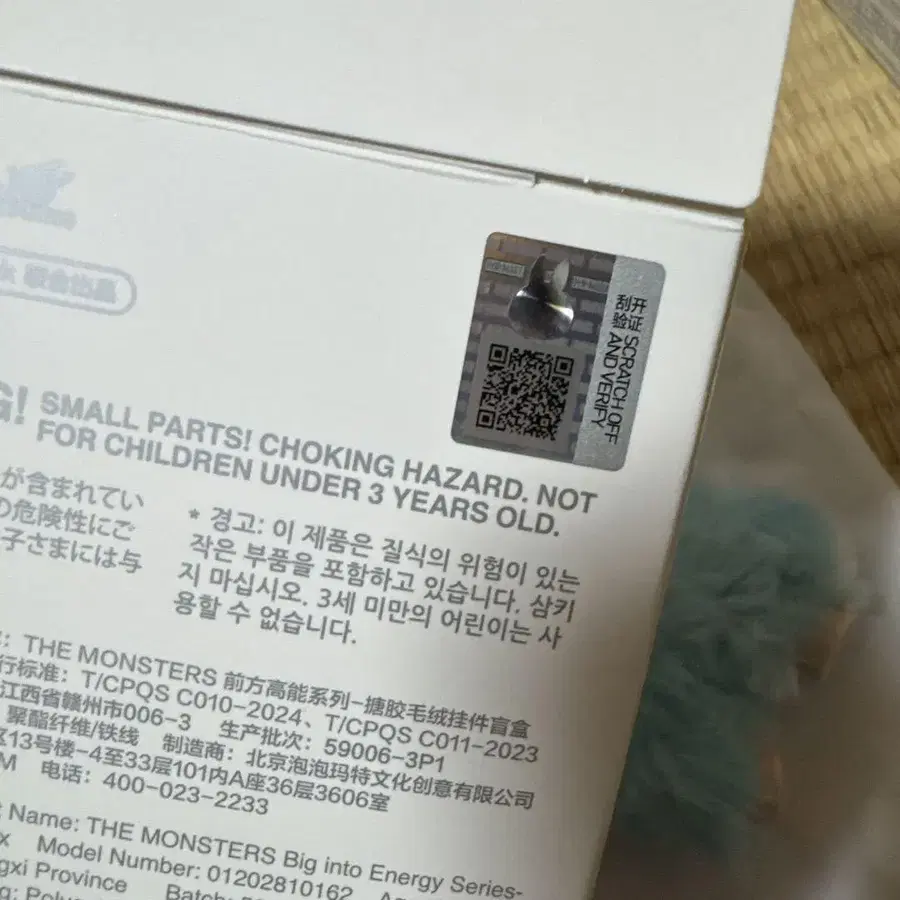 联合出品
刮开
验证
SCRATCH OFF
AND VERIFY
G! SMALL PARTS! CHOKING HAZARD. NOT
FOR CHILDREN UNDER 3 YEARS OLD.
が含まれてい
の危険性にご
子さまには与
* 경고: 이 제품은 질식의 위험이 있는
작은 부품을 포함하고 있습니다. 삼키
지 마십시오. 3세 미만의 어린이는 사
용할 수 없습니다.
: THE MONSTERS 前方高能系列-搪胶毛绒挂件盲盒
行标准: T/CPQS C010-2024、T/CPQS C011-2023
江西省赣州市006-3 生产批次: 59006-3P1
聚酯纤维/铁线 制造商: 北京泡泡玛特文化创意有限公司
区13号楼-4至33层101内A座36层3606室
M 电话: 400-023-2233
Name: THE MONSTERS Big into Energy Series-
x Model Number: 01202810162
ngxi Province Batch: